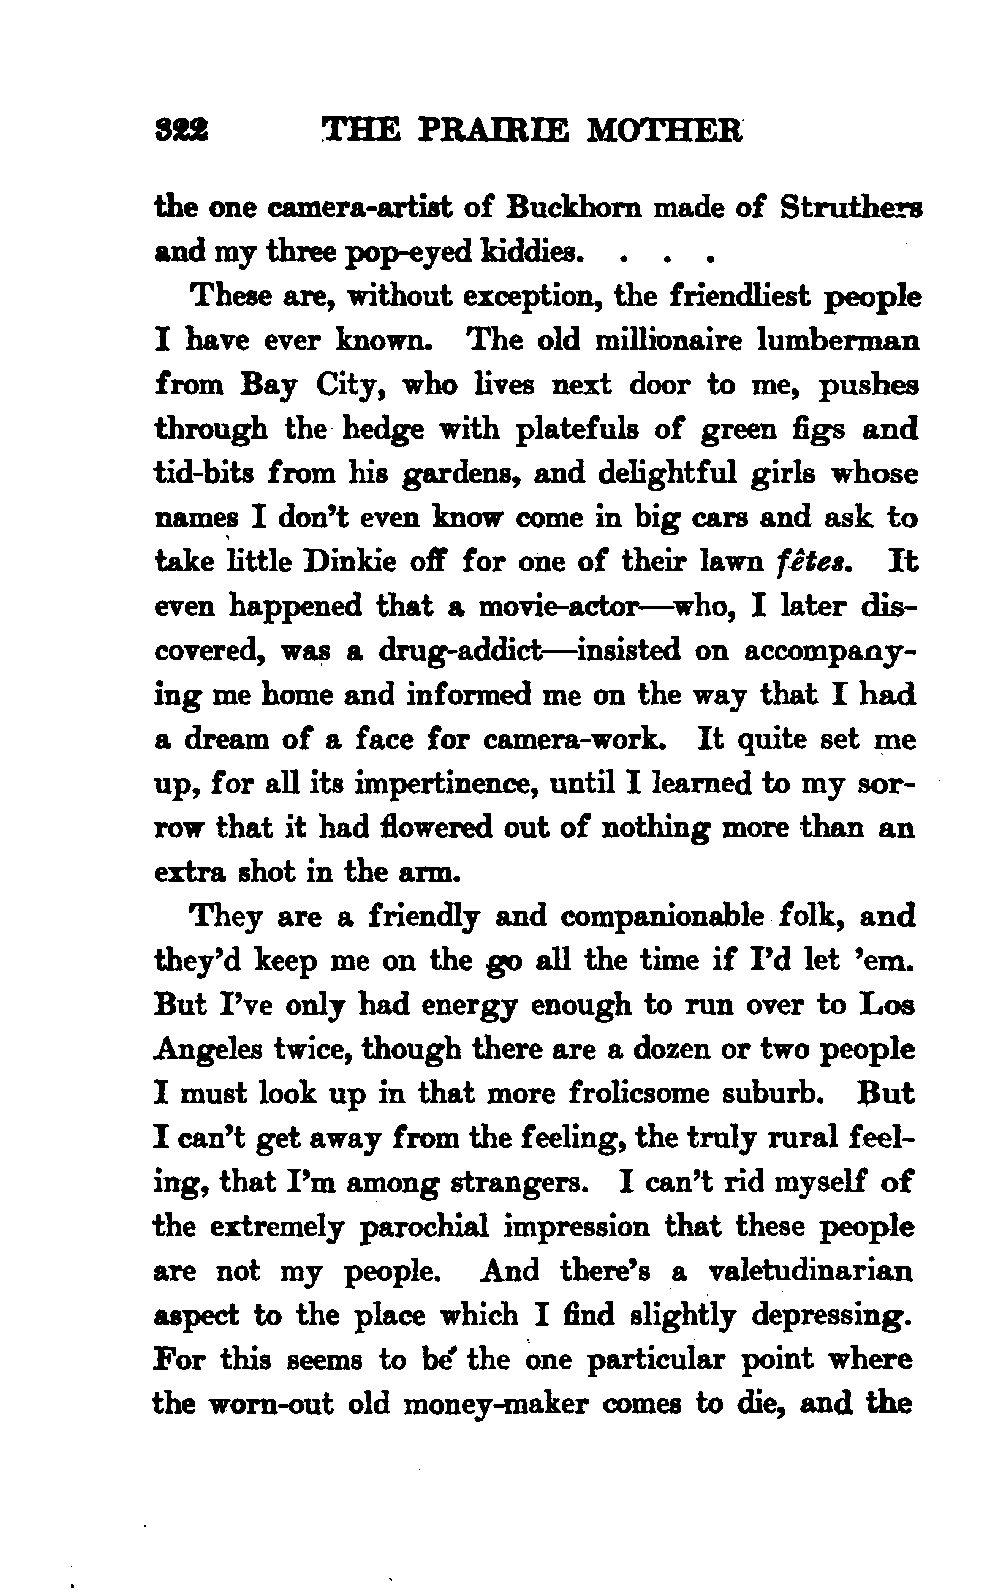 322 THE PRAIRIE MOTHER
the one camera-artist of Buckhorn made of Struthers
and my three pop-eyed kiddies. . . .
These are, without exception, the friendliest people
I have ever known. The old millionaire lumberman
from Bay City, who lives next door to me, pushes
through the hedge with platefuls of green figs and
tid-bits from his gardens, and delightful girls whose
names I don't even know come in big cars and ask to
take little Dinkie off for one of their lawn fêtes. It
even happened that a movie-actor—who, I later dis-
covered, was a drug-addict—insisted on accompany-
ing me home and informed me on the way that I had
a dream of a face for camera-work. It quite set me
up, for all its impertinence, until I learned to my sor-
row that it had flowered out of nothing more than an
extra shot in the arm.
They are a friendly and companionable folk, and
they'd keep me on the go all the time if I'd let 'em.
But I've only had energy enough to run over to Los
Angeles twice, though there are a dozen or two people
I must look up in that more frolicsome suburb. But
I can't get away from the feeling, the truly rural feel-
ing, that I'm among strangers. I can't rid myself of
the extremely parochial impression that these people
are not my people. And there's a valetudinarian
aspect to the place which I find slightly depressing.
For this seems to be the one particular point where
the worn-out old money-maker comes to die, and the